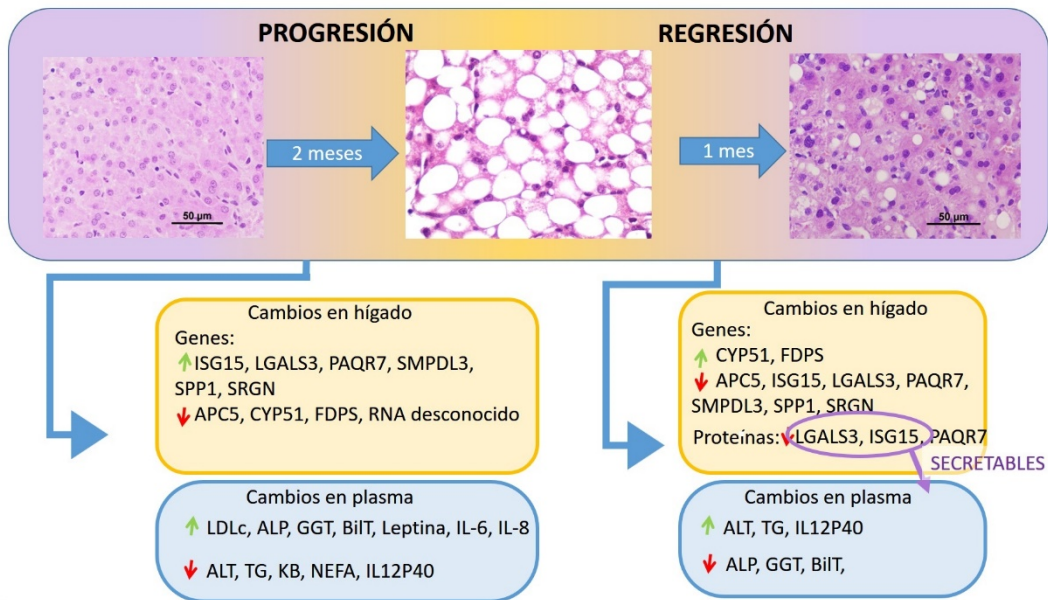 PROGRESIÓN
REGRESIÓN
2 meses
1 mes
50 µm
50 µm
Cambios en hígado
Genes:
ISG15, LGALS3, PAQR7, SMPDL3,
SPP1, SRGN
APC5, CYP51, FDPS, RNA desconocido
Cambios en plasma
LDLc, ALP, GGT, BilT, Leptina, IL-6, IL-8
ALT, TG, KB, NEFA, IL12P40
Cambios en hígado
Genes:
CYP51, FDPS
APC5, ISG15, LGALS3, PAQR7,
SMPDL3, SPP1, SRGN
Proteínas: LGALS3, ISG15, PAQR7
SECRETABLES
Cambios en plasma
ALT, TG, IL12P40
ALP, GGT, BilT,